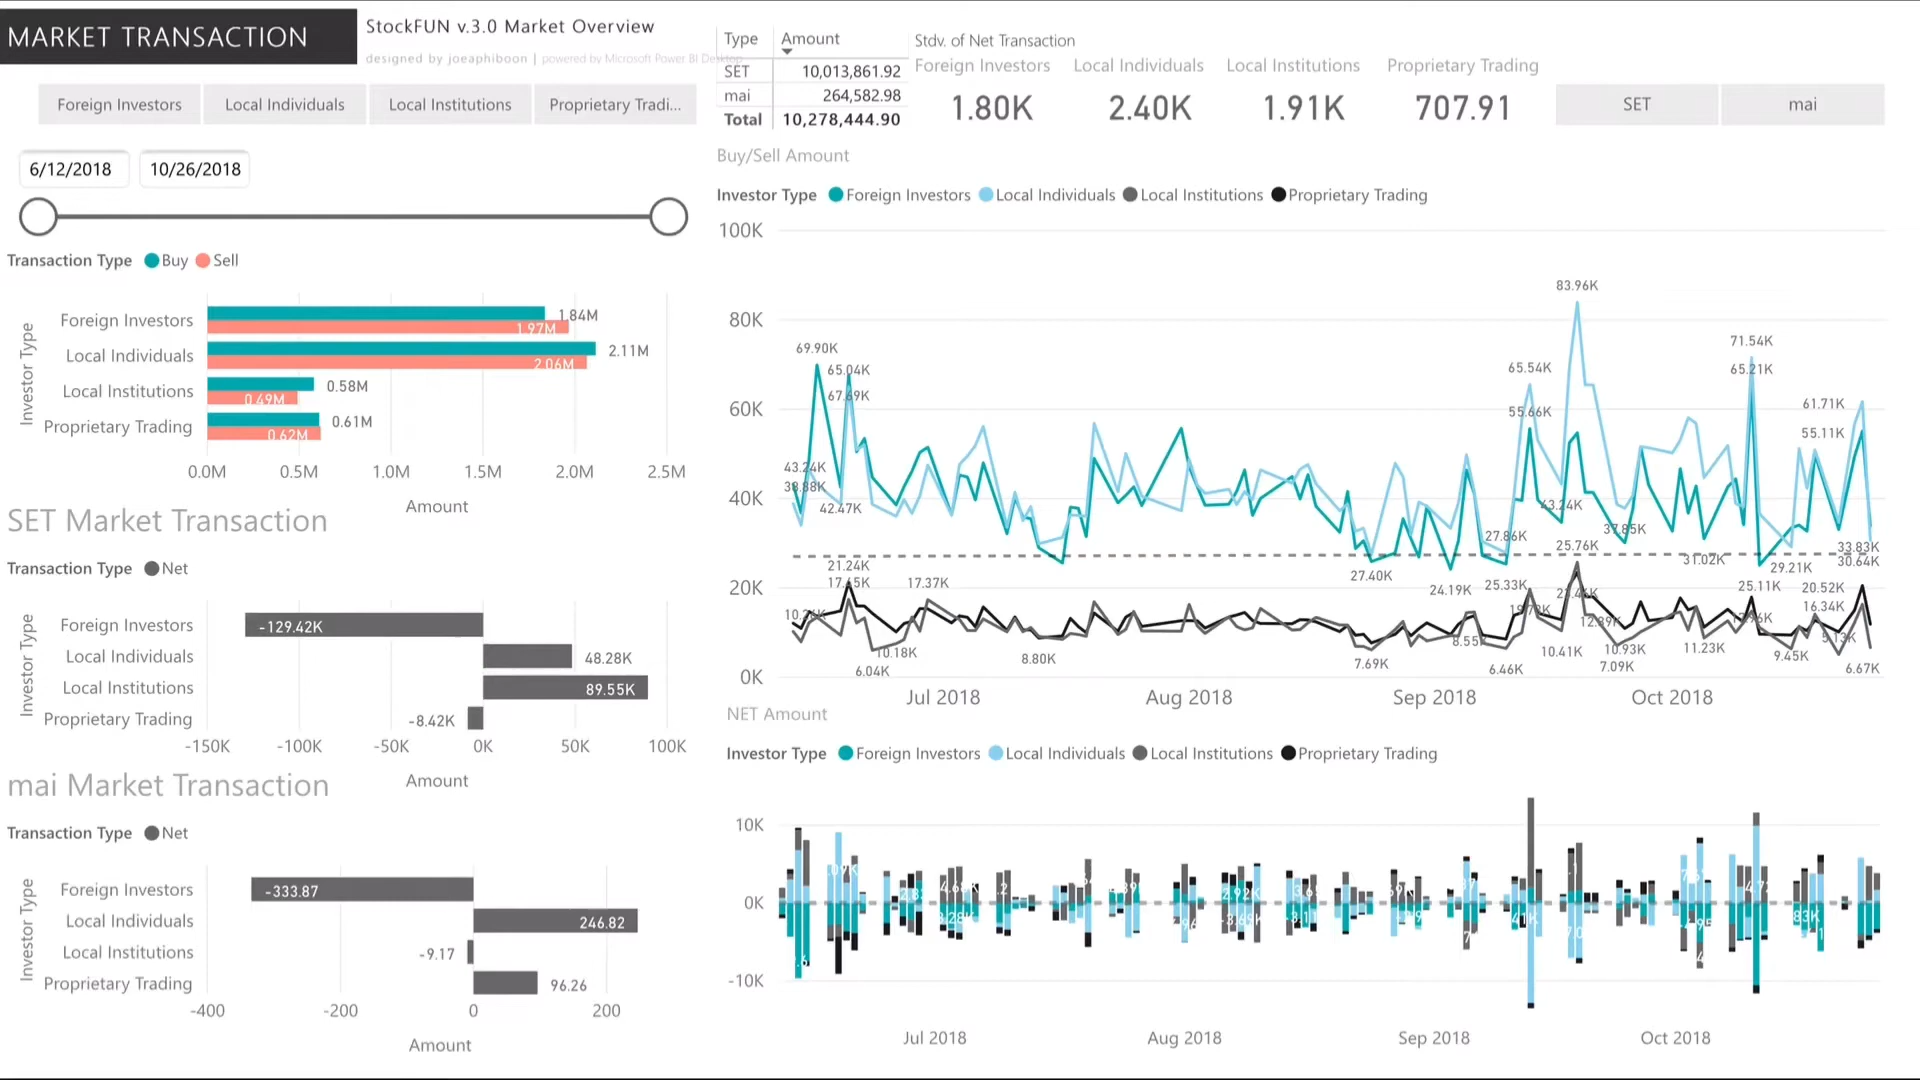 MARKET TRANSACTION
StockFUN v.3.0 Market Overview
designed by joeaphiboon | powered by Microsoft Power BI Desktop
Foreign Investors
Local Individuals
Local Institutions
Proprietary Tradi...
6/12/2018
10/26/2018
Type Amount
SET 10,013,861.92
mai 264,582.98
Total 10,278,444.90
Stdv. of Net Transaction
Foreign Investors Local Individuals Local Institutions Proprietary Trading
1.80K 2.40K 1.91K 707.91
SET
mai
Transaction Type Buy Sell
Investor Type
Foreign Investors 1.84M
1.97M
Local Individuals 2.11M
2.06M
Local Institutions 0.58M
0.49M
Proprietary Trading 0.61M
0.62M
0.0M 0.5M 1.0M 1.5M 2.0M 2.5M
Amount
SET Market Transaction
Transaction Type Net
Investor Type
Foreign Investors -129.42K
Local Individuals 48.28K
Local Institutions 89.55K
Proprietary Trading -8.42K
-150K -100K -50K 0K 50K 100K
Amount
mai Market Transaction
Transaction Type Net
Investor Type
Foreign Investors -333.87
Local Individuals 246.82
Local Institutions -9.17
Proprietary Trading 96.26
-400 -200 0 200
Amount
Buy/Sell Amount
Investor Type Foreign Investors Local Individuals Local Institutions Proprietary Trading
100K
83.96K
80K
69.90K
71.54K
65.04K
65.54K
65.21K
67.69K
61.71K
60K
55.66K
55.11K
43.24K
40K
42.47K
43.24K
37.85K
27.86K
25.76K
33.83K
31.02K
30.64K
21.24K
29.21K
27.40K
17.37K
25.33K
25.11K
20.52K
20K
24.19K
16.34K
10.18K
10.41K
10.93K
11.23K
8.80K
7.69K
9.45K
6.04K
6.46K
7.09K
6.67K
0K
Jul 2018 Aug 2018 Sep 2018 Oct 2018
NET Amount
Investor Type Foreign Investors Local Individuals Local Institutions Proprietary Trading
10K
0K
-10K
Jul 2018 Aug 2018 Sep 2018 Oct 2018